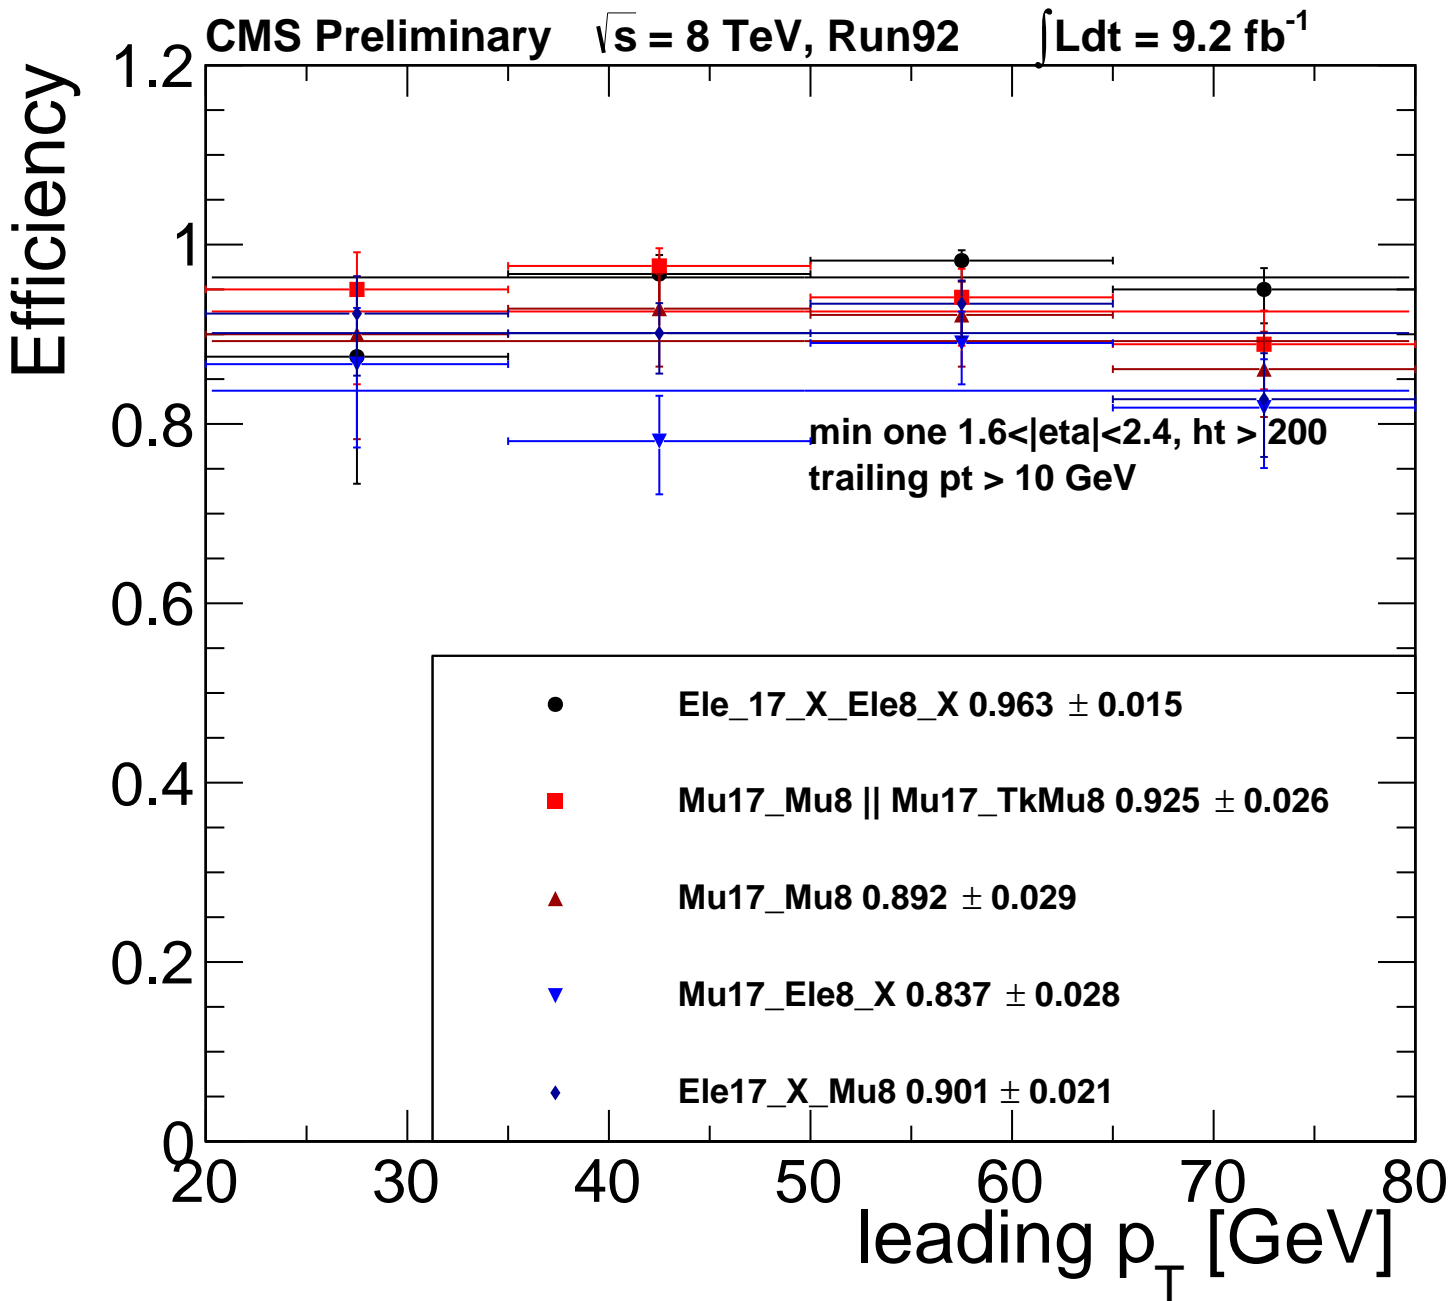 CMS Preliminary √s = 8 TeV, Run92 ∫Ldt = 9.2 fb⁻¹
Efficiency
1.2
1
0.8
0.6
0.4
0.2
0
min one 1.6<|eta|<2.4, ht > 200
trailing pt > 10 GeV
Ele_17_X_Ele8_X 0.963 ± 0.015
Mu17_Mu8 || Mu17_TkMu8 0.925 ± 0.026
Mu17_Mu8 0.892 ± 0.029
Mu17_Ele8_X 0.837 ± 0.028
Ele17_X_Mu8 0.901 ± 0.021
20 30 40 50 60 70 80
leading p_T [GeV]